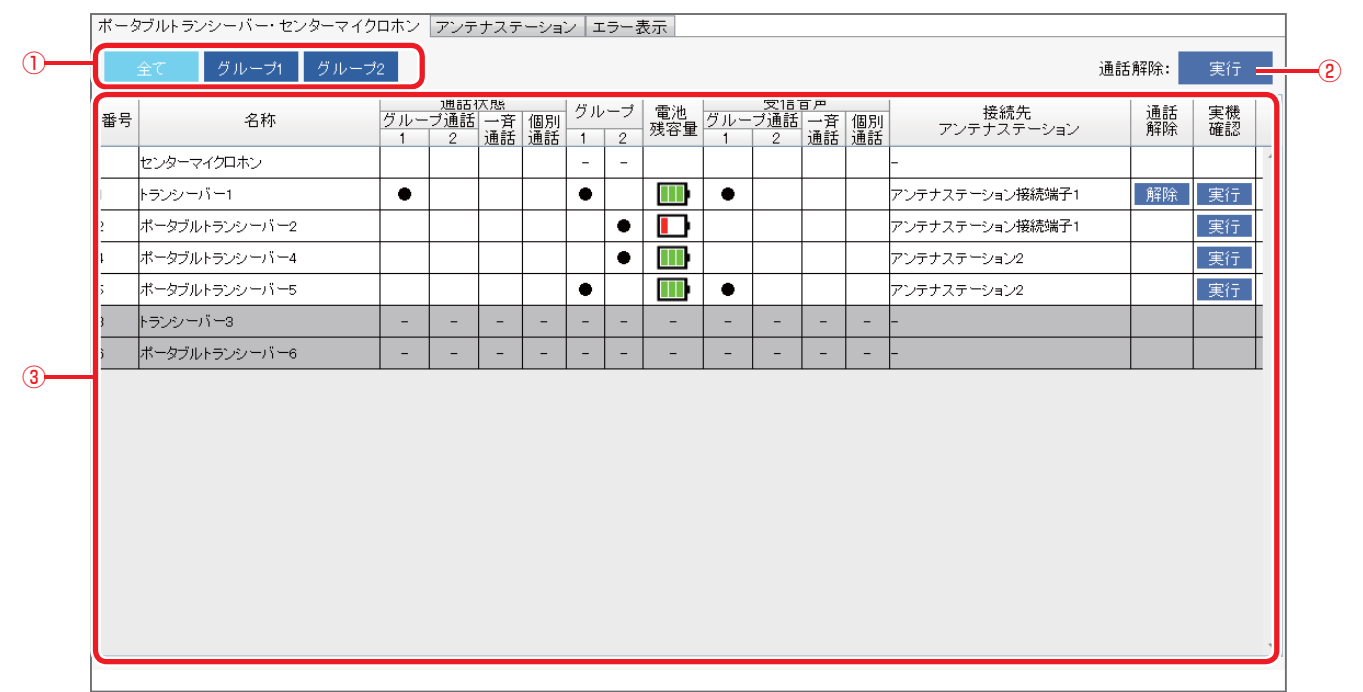 ポータブルトランシーバー・センターマイクロホン アンテナステーション エラー表示
① 全て グループ1 グループ2 通話解除: 実行 ②
番号 名称 通話状態 グループ 電池残容量 受信音声 接続先アンテナステーション 通話解除 実機確認
グループ通話 一斉通話 個別通話 グループ通話 一斉通話 個別通話
1 2 1 2 1 2
センターマイクロホン - - -
トランシーバー1 ● ● ● アンテナステーション接続端子1 解除 実行
ポータブルトランシーバー2 ● アンテナステーション接続端子1 実行
ポータブルトランシーバー4 ● アンテナステーション2 実行
ポータブルトランシーバー5 ● ● アンテナステーション2 実行
トランシーバー3 - - - - - - - - - - - -
ポータブルトランシーバー6 - - - - - - - - - - - -
③